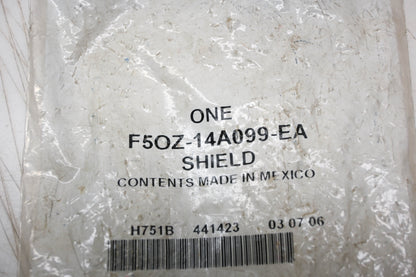 ONE
F5OZ-14A099-EA
SHIELD
CONTENTS MADE IN MEXICO
H751B 441423 03 07 06